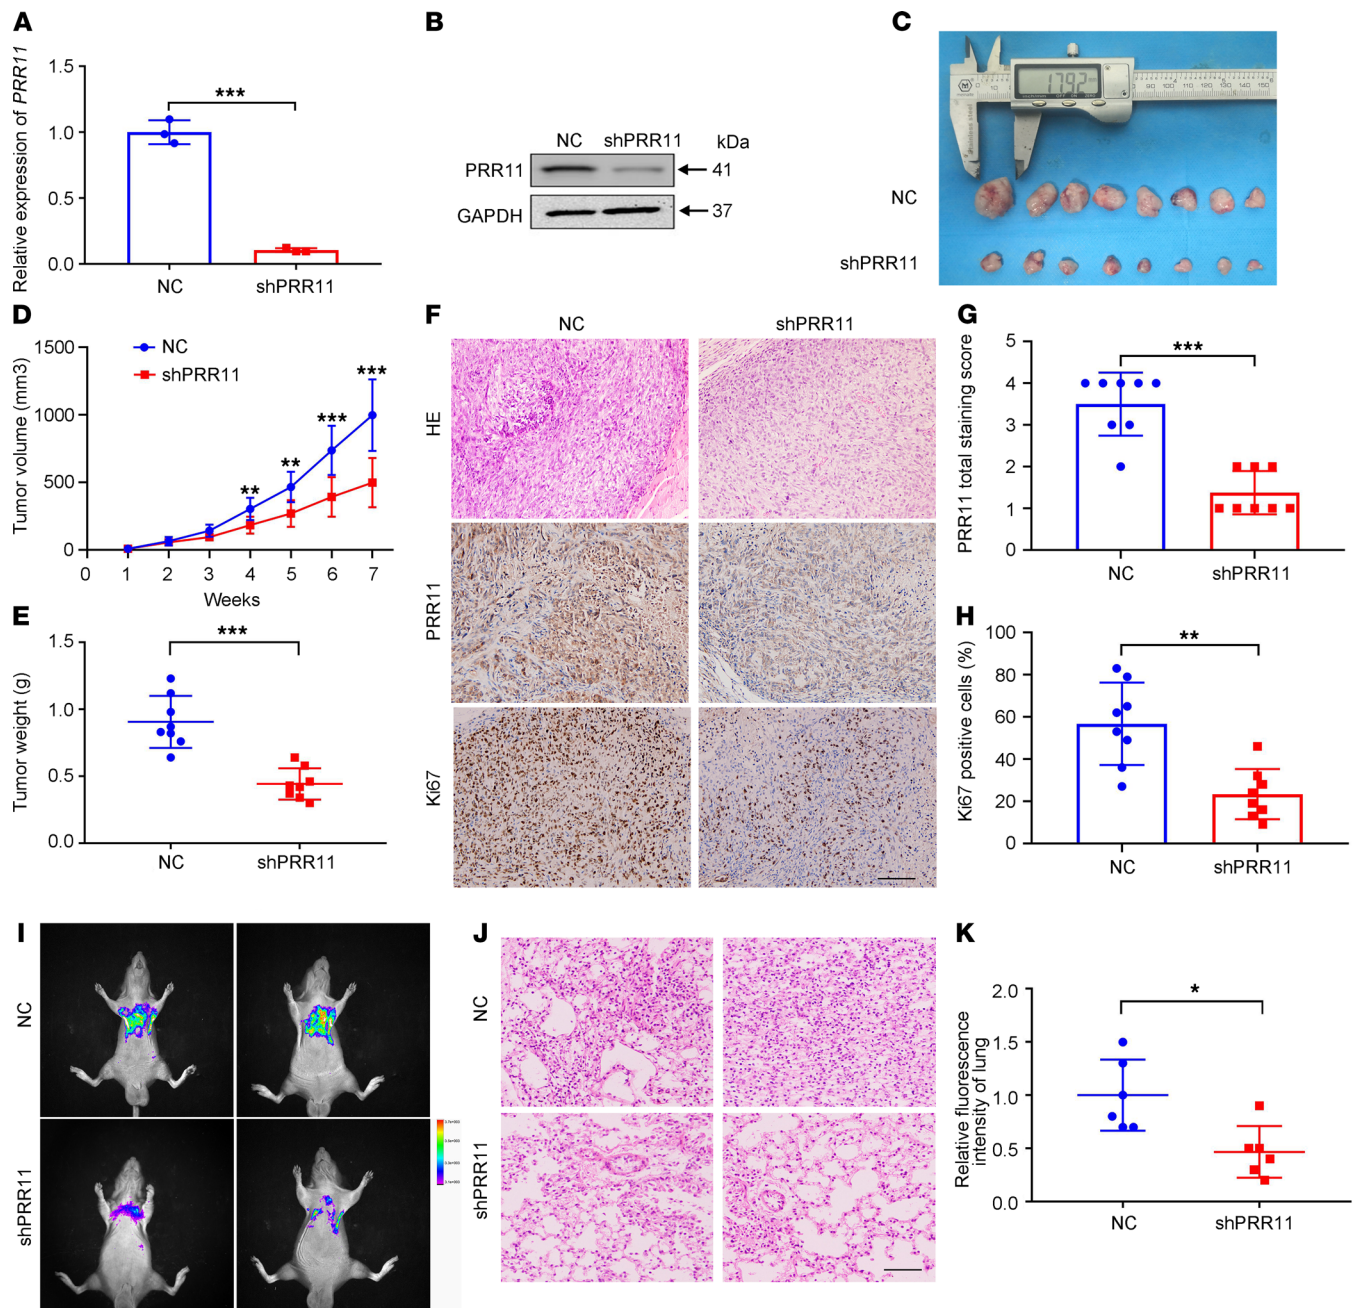 A
Relative expression of PRR11
1.5
1.0
0.5
0.0
***
NC
shPRR11
B
NC
shPRR11
kDa
PRR11
41
GAPDH
37
C
17.92
NC
shPRR11
D
Tumor volume (mm3)
1500
1000
500
0
NC
shPRR11
**
**
***
***
0 1 2 3 4 5 6 7
Weeks
E
Tumor weight (g)
1.5
1.0
0.5
0.0
***
NC
shPRR11
F
NC
shPRR11
HE
PRR11
Ki67
G
PRR11 total staining score
5
4
3
2
1
0
***
NC
shPRR11
H
Ki67 positive cells (%)
100
80
60
40
20
0
**
NC
shPRR11
I
NC
shPRR11
J
NC
shPRR11
K
Relative fluorescence
intensity of lung
2.0
1.5
1.0
0.5
0.0
*
NC
shPRR11